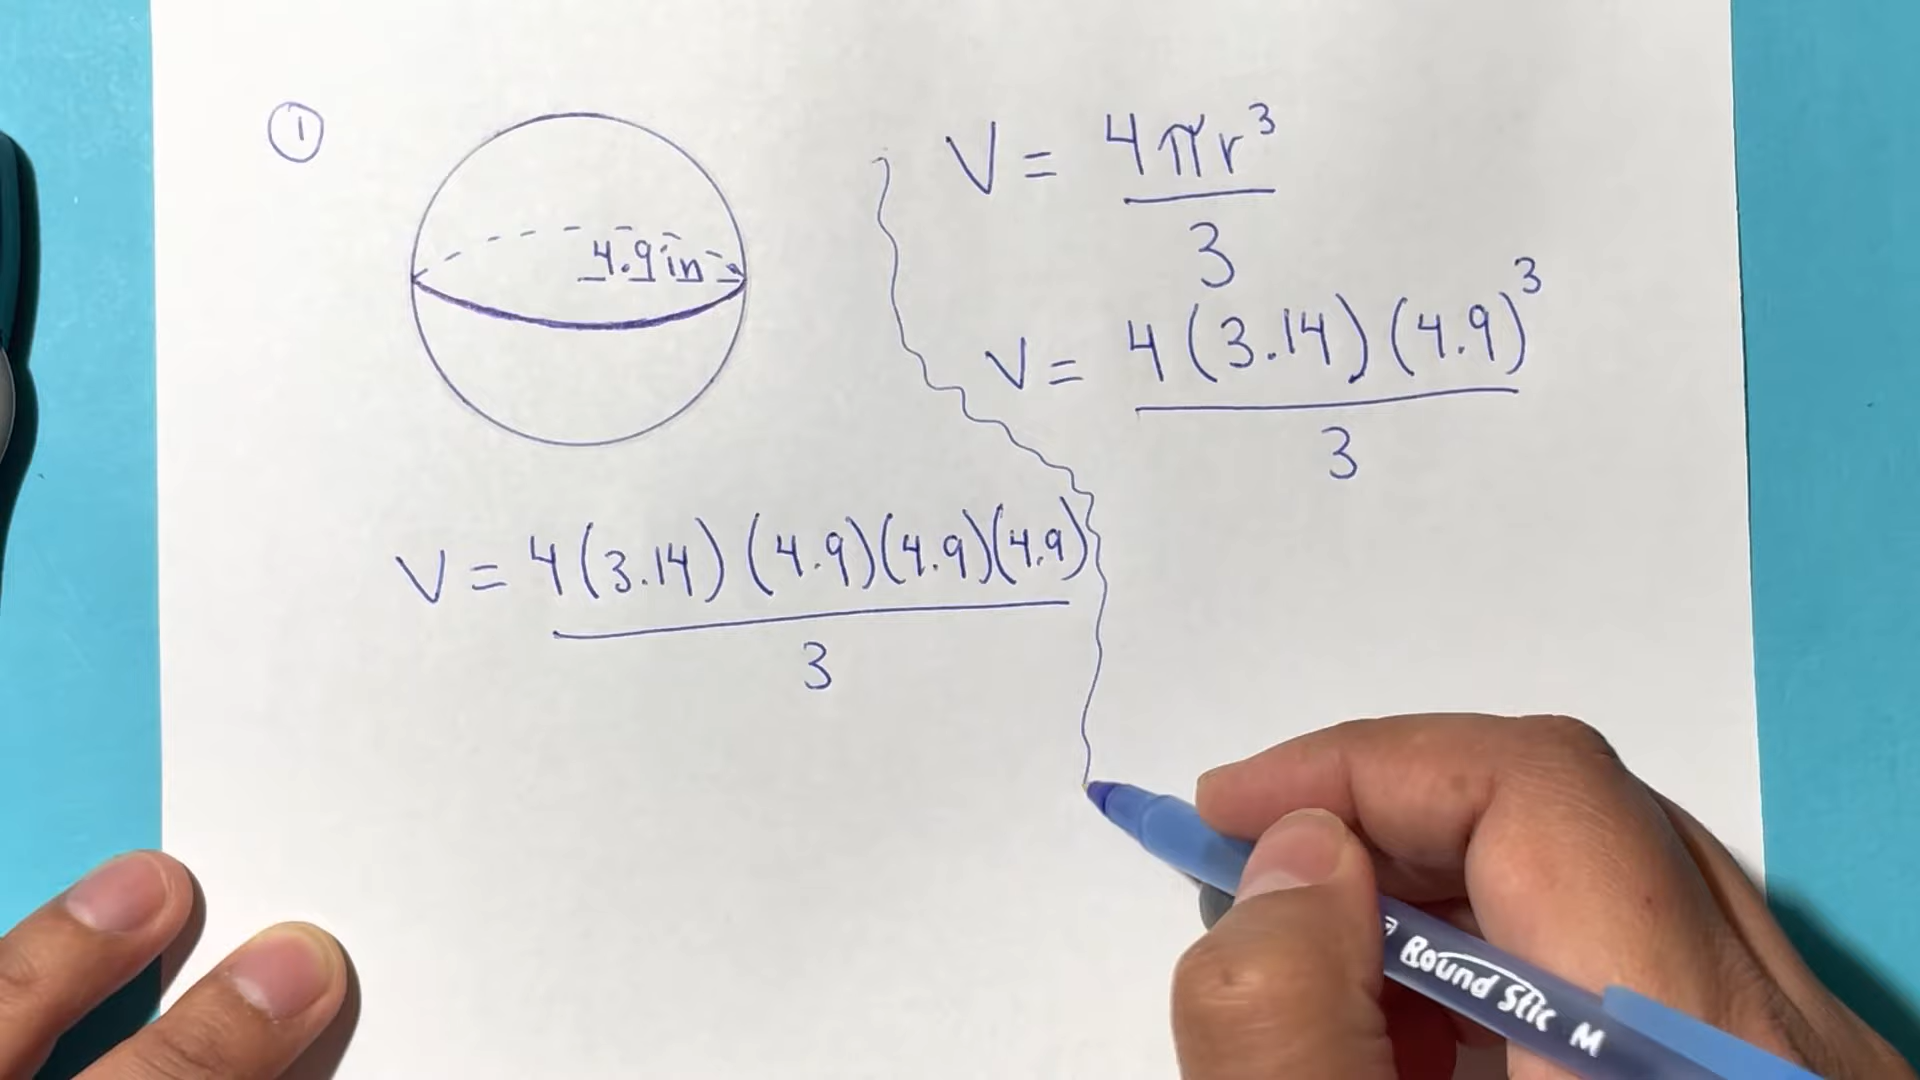 ①
4.9 in
V = 4πr³
3
V = 4(3.14)(4.9)³
3
V = 4(3.14)(4.9)(4.9)(4.9)
3
Round Stic M